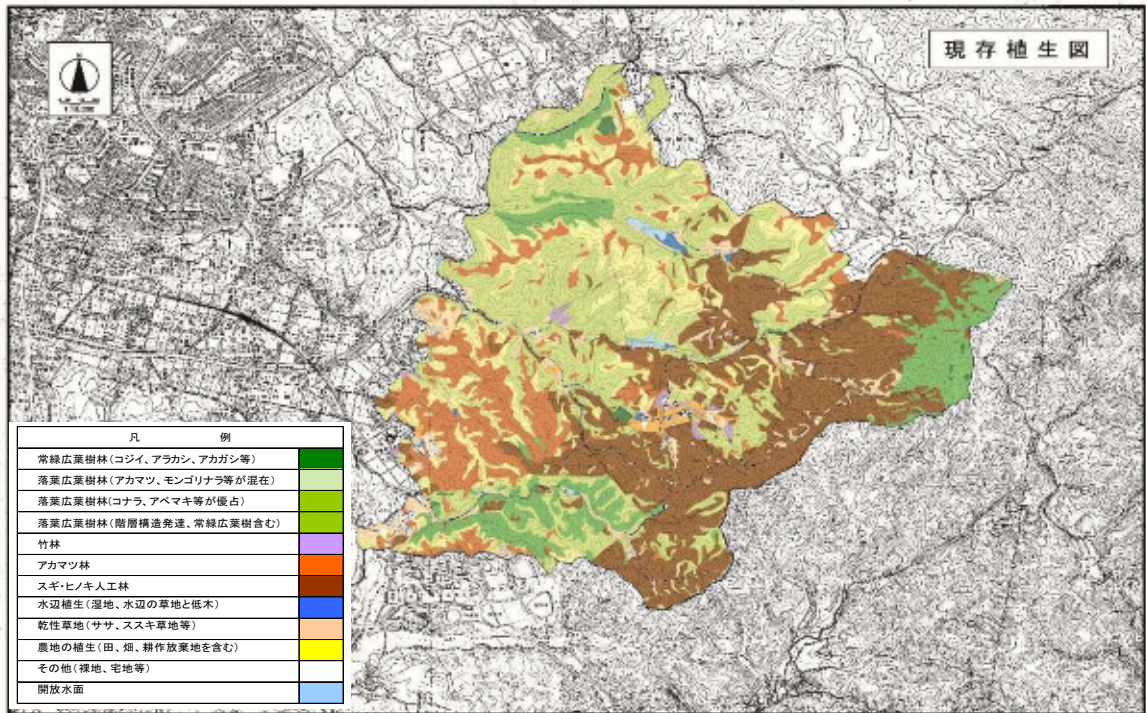 現存植生図
凡　例
常緑広葉樹林(コジイ、アラカシ、アカガシ等)
落葉広葉樹林(アカマツ、モンゴリナラ等が混在)
落葉広葉樹林(コナラ、アベマキ等が優占)
落葉広葉樹林(階層構造発達、常緑広葉樹含む)
竹林
アカマツ林
スギ・ヒノキ人工林
水辺植生(湿地、水辺の草地と低木)
乾性草地(ササ、ススキ草地等)
農地の植生(田、畑、耕作放棄地を含む)
その他(裸地、宅地等)
開放水面